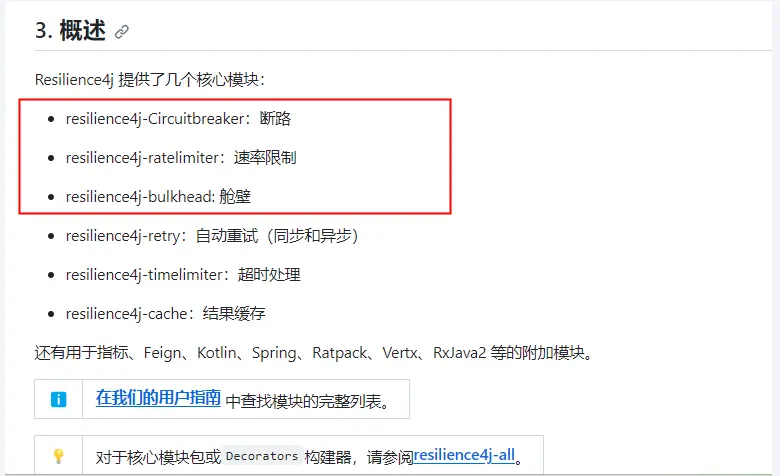 3. 概述
Resilience4j 提供了几个核心模块：
resilience4j-Circuitbreaker：断路
resilience4j-ratelimiter：速率限制
resilience4j-bulkhead: 舱壁
resilience4j-retry：自动重试（同步和异步）
resilience4j-timelimiter：超时处理
resilience4j-cache：结果缓存
还有用于指标、Feign、Kotlin、Spring、Ratpack、Vertx、RxJava2 等的附加模块。
在我们的用户指南 中查找模块的完整列表。
对于核心模块包或 Decorators 构建器，请参阅resilience4j-all。